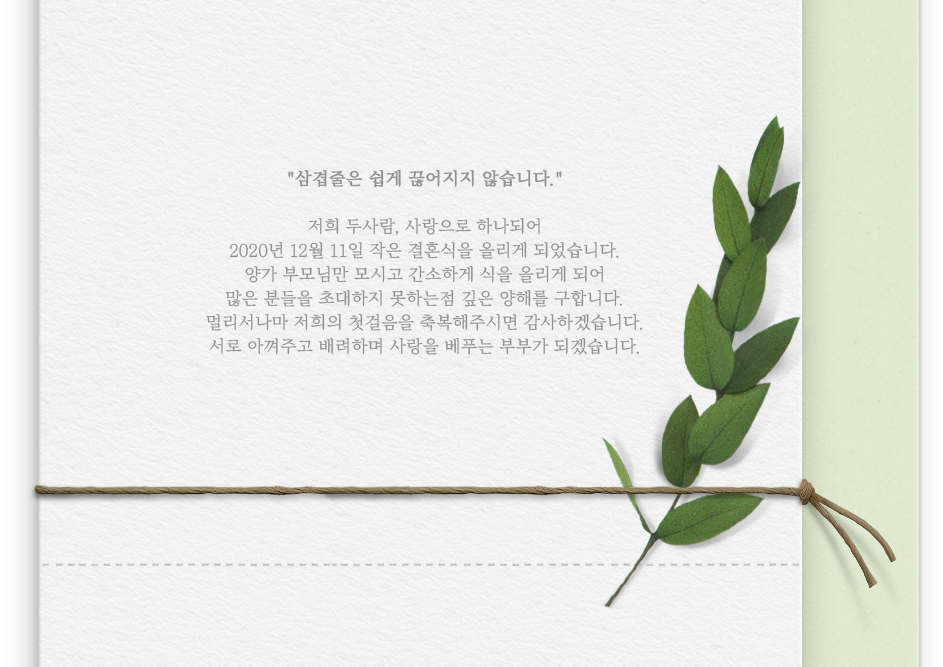 "삼겹줄은 쉽게 끊어지지 않습니다."
저희 두사람, 사랑으로 하나되어
2020년 12월 11일 작은 결혼식을 올리게 되었습니다.
양가 부모님만 모시고 간소하게 식을 올리게 되어
많은 분들을 초대하지 못하는점 깊은 양해를 구합니다.
멀리서나마 저희의 첫걸음을 축복해주시면 감사하겠습니다.
서로 아껴주고 배려하며 사랑을 베푸는 부부가 되겠습니다.